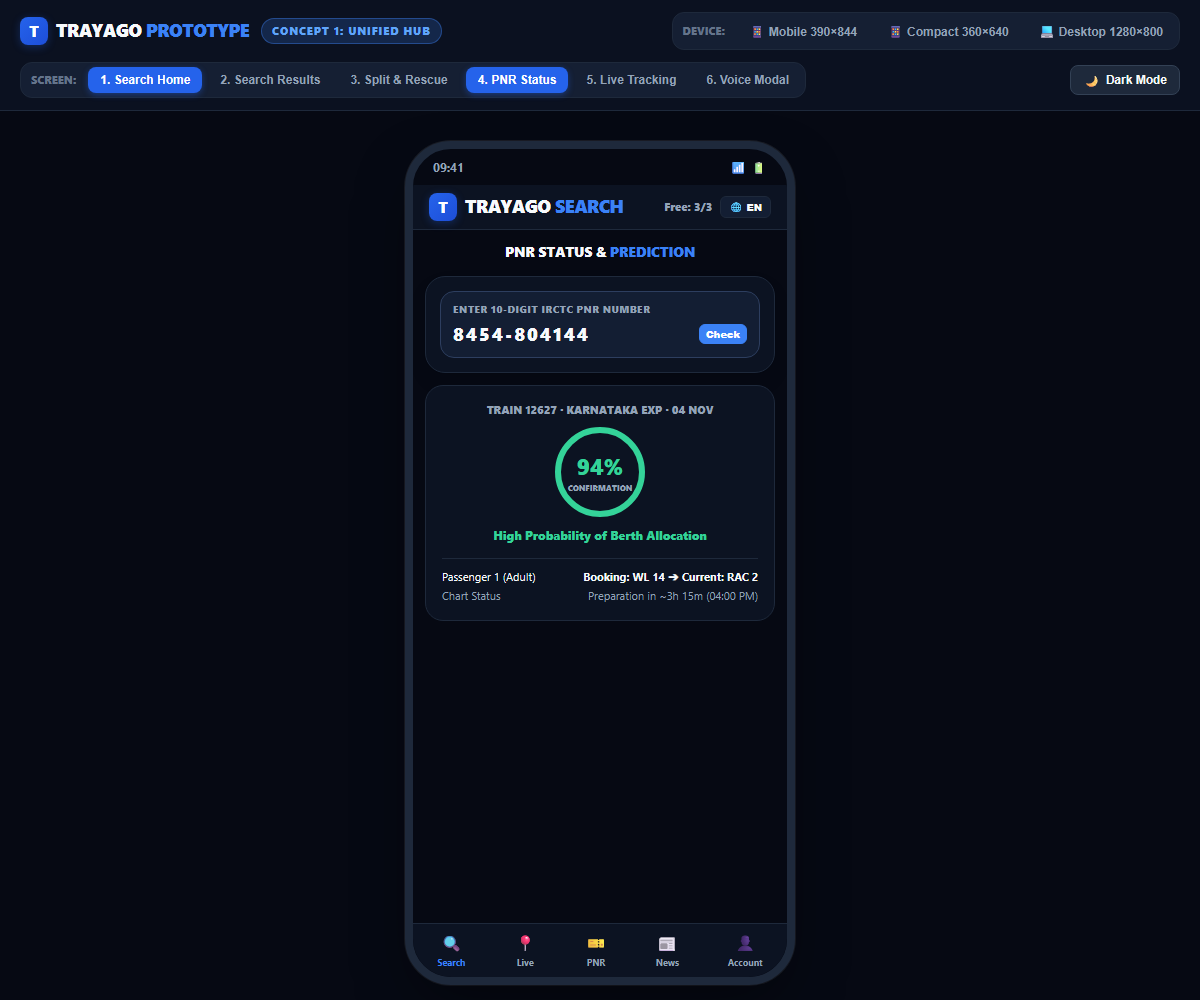 T TRAYAGO PROTOTYPE CONCEPT 1: UNIFIED HUB
DEVICE: Mobile 390×844 Compact 360×640 Desktop 1280×800
SCREEN: 1. Search Home 2. Search Results 3. Split & Rescue 4. PNR Status 5. Live Tracking 6. Voice Modal
Dark Mode
09:41
T TRAYAGO SEARCH Free: 3/3 EN
PNR STATUS & PREDICTION
ENTER 10-DIGIT IRCTC PNR NUMBER
8454-804144 Check
TRAIN 12627 · KARNATAKA EXP · 04 NOV
94%
CONFIRMATION
High Probability of Berth Allocation
Passenger 1 (Adult) Booking: WL 14 ➔ Current: RAC 2
Chart Status Preparation in ~3h 15m (04:00 PM)
Search Live PNR News Account